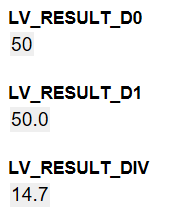 LV_RESULT_D0
50
LV_RESULT_D1
50.0
LV_RESULT_DIV
14.7